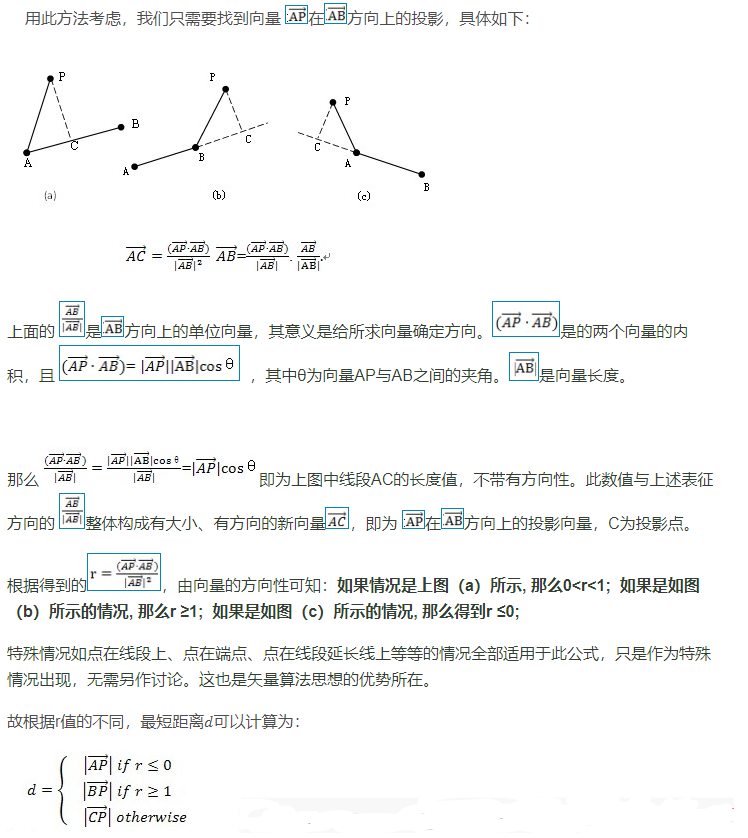 用此方法考虑，我们只需要找到向量 $\overrightarrow{AP}$在$\overrightarrow{AB}$方向上的投影，具体如下：
P
B
C
A
(a)
P
C
B
A
(b)
P
C
A
B
(c)
$\overrightarrow{AC} = \frac{(\overrightarrow{AP}\cdot\overrightarrow{AB})}{|\overrightarrow{AB}|^2}\ \overrightarrow{AB} = \frac{(\overrightarrow{AP}\cdot\overrightarrow{AB})}{|\overrightarrow{AB}|}\cdot\frac{\overrightarrow{AB}}{|\overrightarrow{AB}|}$.↵
上面的 $\frac{\overrightarrow{AB}}{|\overrightarrow{AB}|}$是$\overrightarrow{AB}$方向上的单位向量，其意义是给所求向量确定方向。$(\overrightarrow{AP}\cdot\overrightarrow{AB})$是的两个向量的内
积，且 $(\overrightarrow{AP}\cdot\overrightarrow{AB}) = |\overrightarrow{AP}||\overrightarrow{AB}|\cos\theta$ ，其中θ为向量AP与AB之间的夹角。$|\overrightarrow{AB}|$是向量长度。
那么 $\frac{(\overrightarrow{AP}\cdot\overrightarrow{AB})}{|\overrightarrow{AB}|} = \frac{|\overrightarrow{AP}||\overrightarrow{AB}|\cos\theta}{|\overrightarrow{AB}|} = |\overrightarrow{AP}|\cos\theta$ 即为上图中线段AC的长度值，不带有方向性。此数值与上述表征
方向的 $\frac{\overrightarrow{AB}}{|\overrightarrow{AB}|}$整体构成有大小、有方向的新向量$\overrightarrow{AC}$，即为 $\overrightarrow{AP}$在$\overrightarrow{AB}$方向上的投影向量，C为投影点。
根据得到的$r = \frac{(\overrightarrow{AP}\cdot\overrightarrow{AB})}{|\overrightarrow{AB}|^2}$，由向量的方向性可知：如果情况是上图（a）所示, 那么0<r<1；如果是如图
（b）所示的情况, 那么r ≥1；如果是如图（c）所示的情况, 那么得到r ≤0；
特殊情况如点在线段上、点在端点、点在线段延长线上等等的情况全部适用于此公式，只是作为特殊
情况出现，无需另作讨论。这也是矢量算法思想的优势所在。
故根据r值的不同，最短距离d可以计算为：
$d = \begin{cases} |\overrightarrow{AP}|\ if\ r \leq 0 \\ |\overrightarrow{BP}|\ if\ r \geq 1 \\ |\overrightarrow{CP}|\ otherwise \end{cases}$